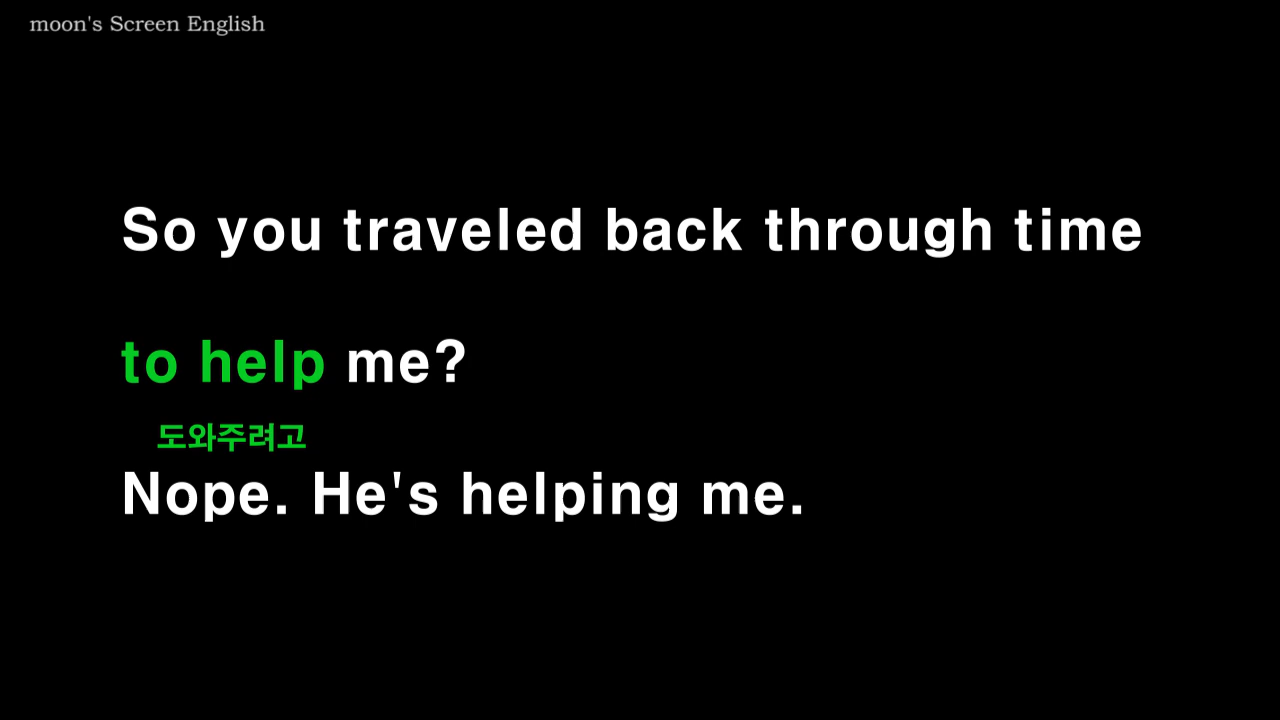 moon's Screen English
So you traveled back through time
to help me?
도와주려고
Nope. He's helping me.